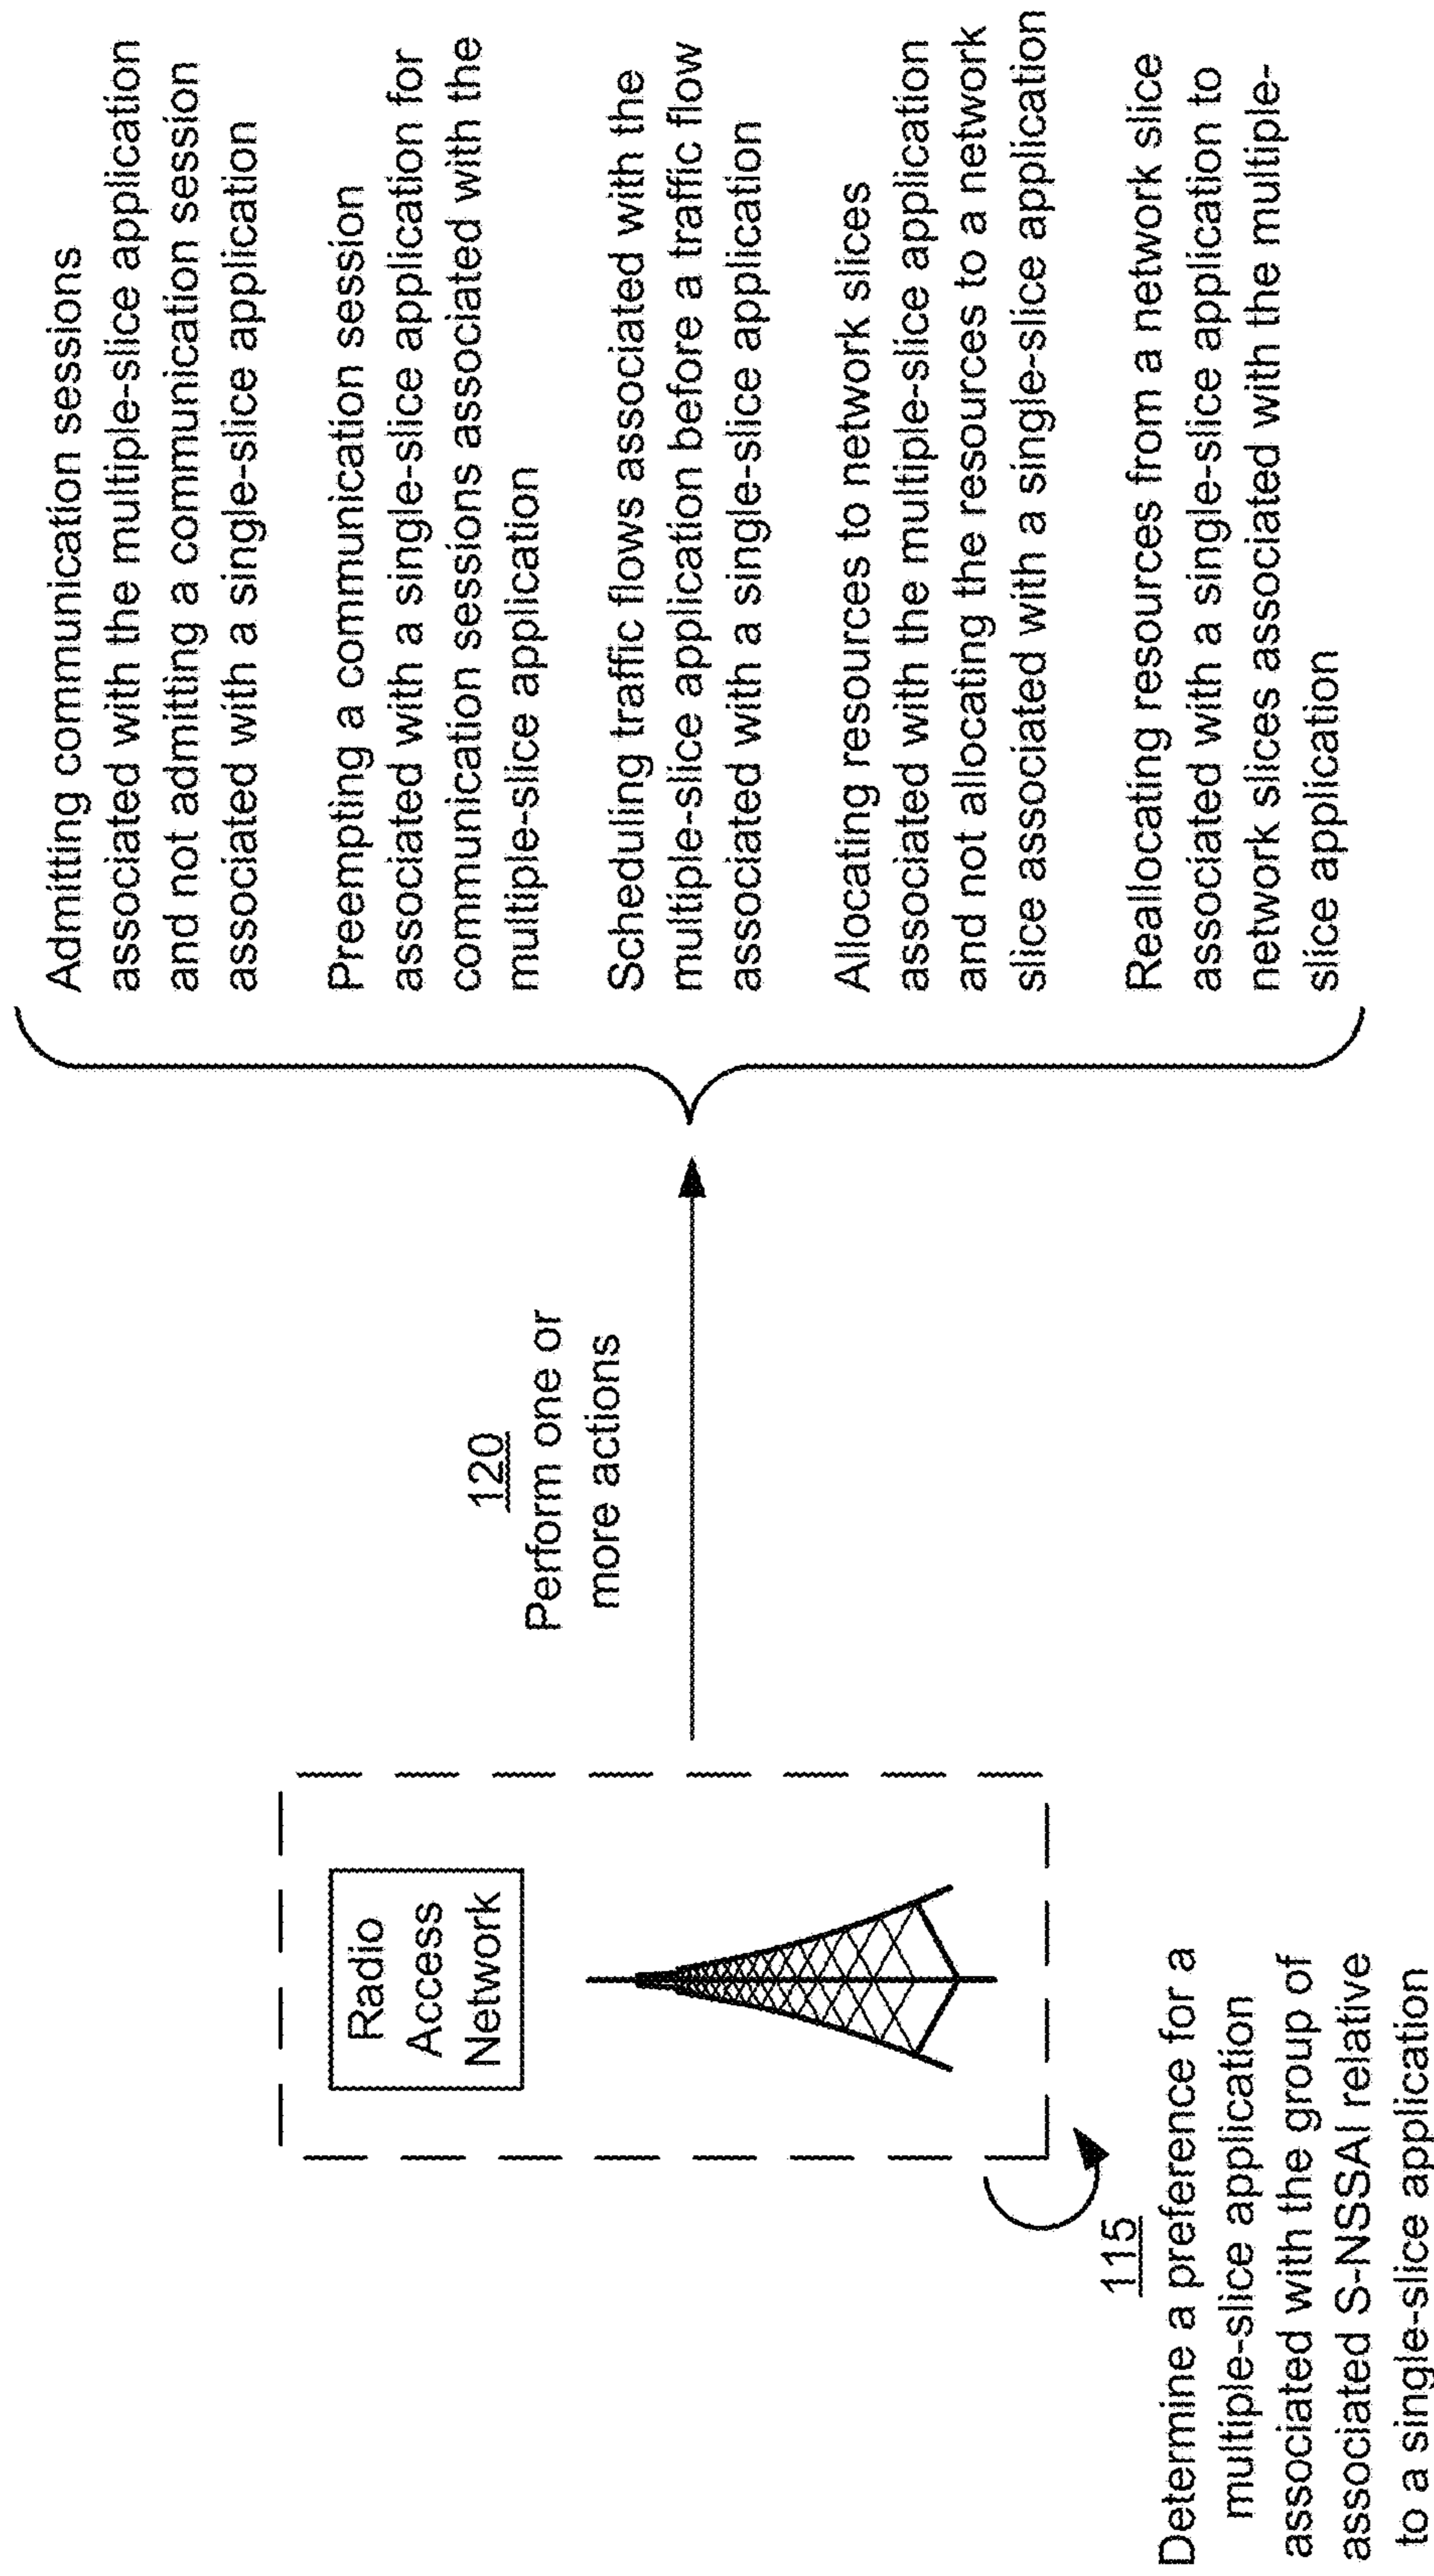 Radio
Access
Network
115
Determine a preference for a
multiple-slice application
associated with the group of
associated S-NSSAI relative
to a single-slice application
120
Perform one or
more actions
Admitting communication sessions
associated with the multiple-slice application
and not admitting a communication session
associated with a single-slice application
Preempting a communication session
associated with a single-slice application for
communication sessions associated with the
multiple-slice application
Scheduling traffic flows associated with the
multiple-slice application before a traffic flow
associated with a single-slice application
Allocating resources to network slices
associated with the multiple-slice application
and not allocating the resources to a network
slice associated with a single-slice application
Reallocating resources from a network slice
associated with a single-slice application to
network slices associated with the multiple-
slice application